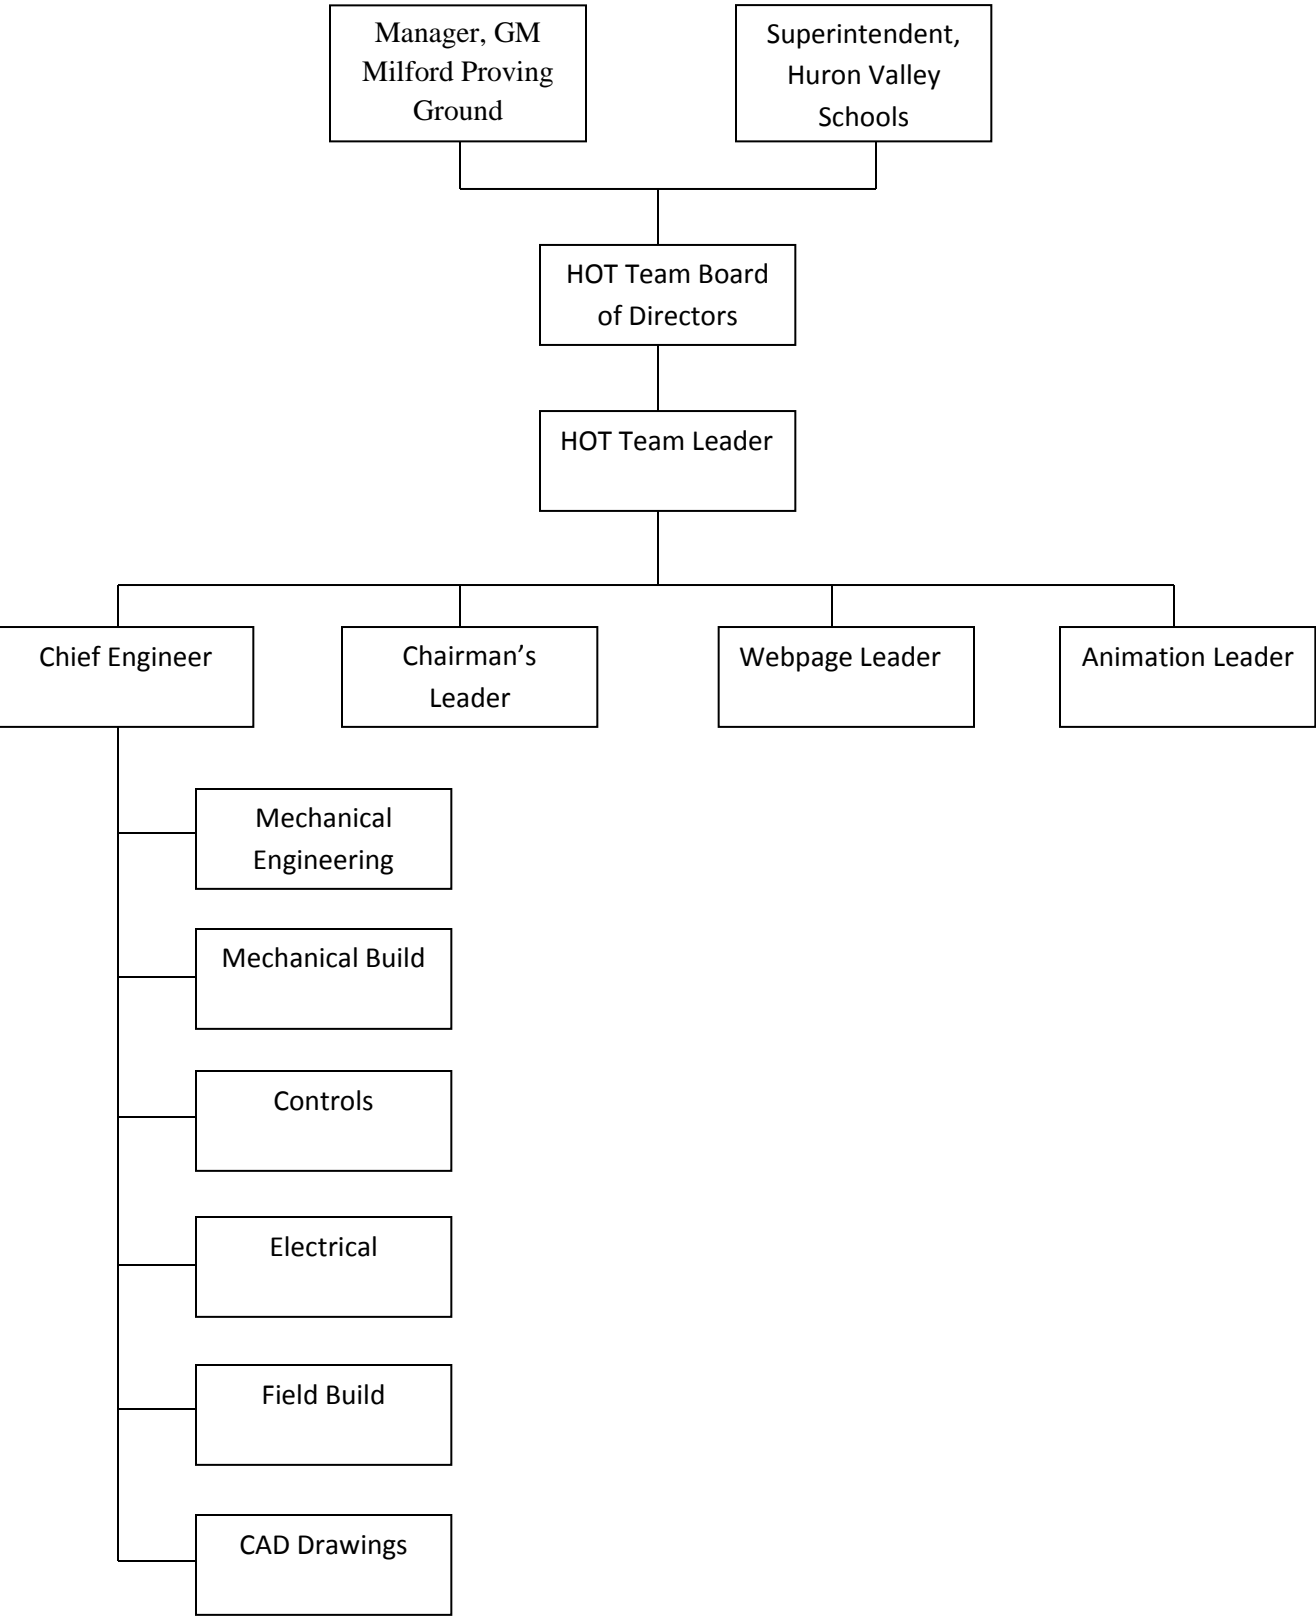 Manager, GM
Milford Proving
Ground
Superintendent,
Huron Valley
Schools
HOT Team Board
of Directors
HOT Team Leader
Chief Engineer
Chairman’s
Leader
Webpage Leader
Animation Leader
Mechanical
Engineering
Mechanical Build
Controls
Electrical
Field Build
CAD Drawings